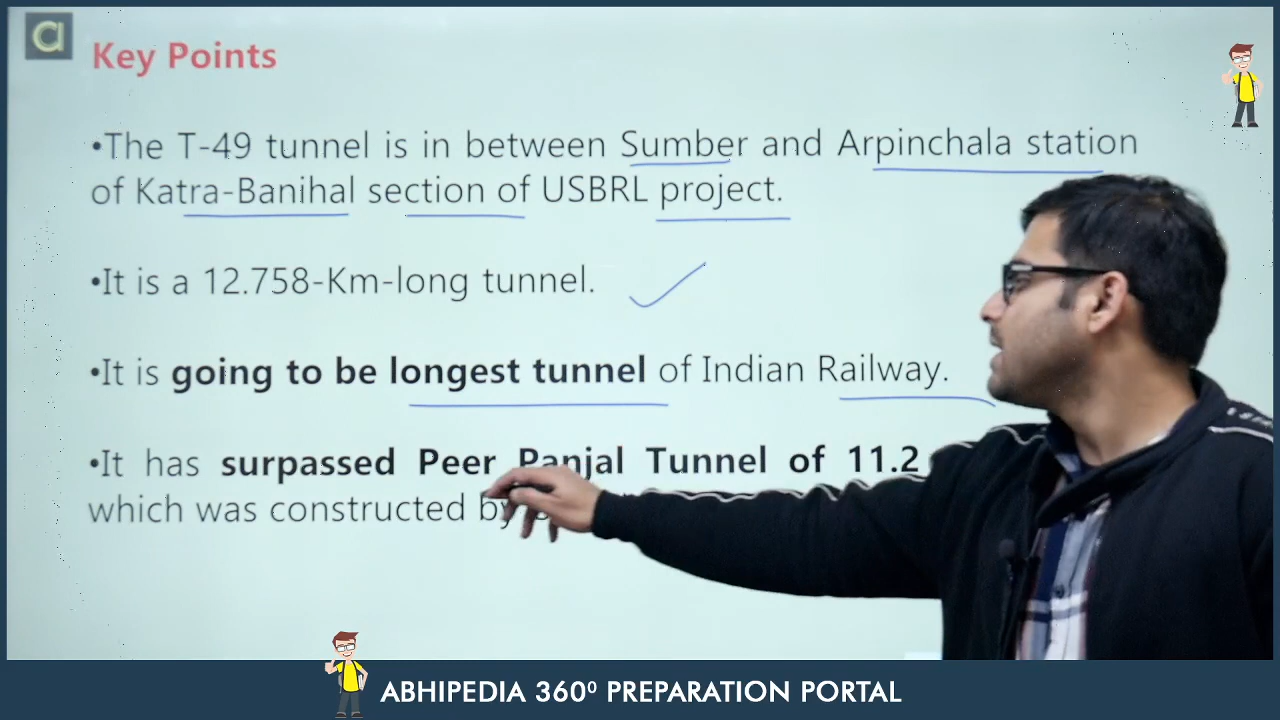 a
Key Points
•The T-49 tunnel is in between Sumber and Arpinchala station
of Katra-Banihal section of USBRL project.
•It is a 12.758-Km-long tunnel.
•It is going to be longest tunnel of Indian Railway.
•It has surpassed Peer Panjal Tunnel of 11.2
which was constructed by
ABHIPEDIA 360⁰ PREPARATION PORTAL